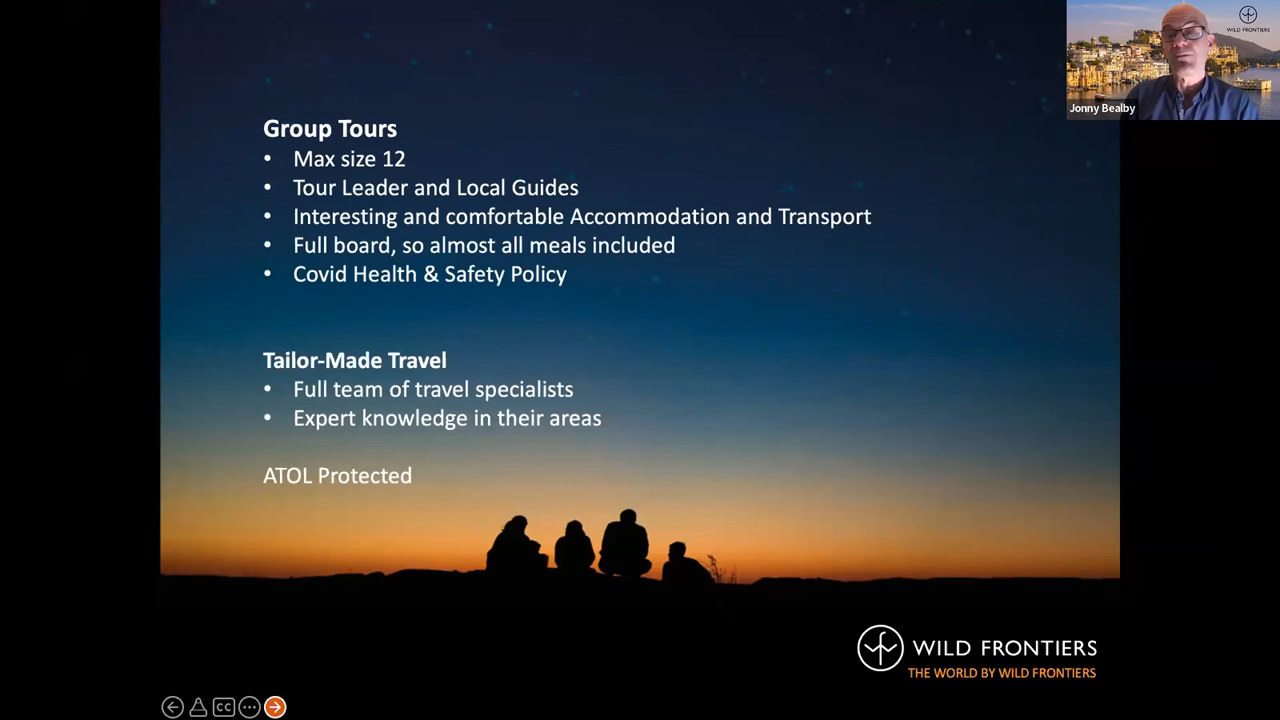 WILD FRONTIERS
Jonny Bealby
Group Tours
• Max size 12
• Tour Leader and Local Guides
• Interesting and comfortable Accommodation and Transport
• Full board, so almost all meals included
• Covid Health & Safety Policy
Tailor-Made Travel
• Full team of travel specialists
• Expert knowledge in their areas
ATOL Protected
WILD FRONTIERS
THE WORLD BY WILD FRONTIERS
CC